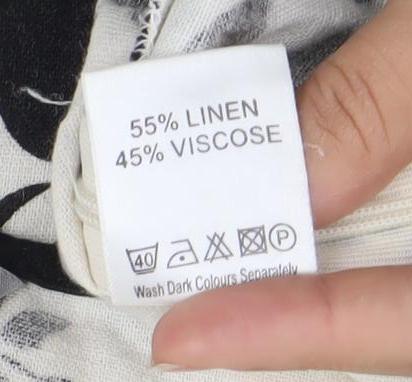 55% LINEN
45% VISCOSE
40 P
Wash Dark Colours Separately